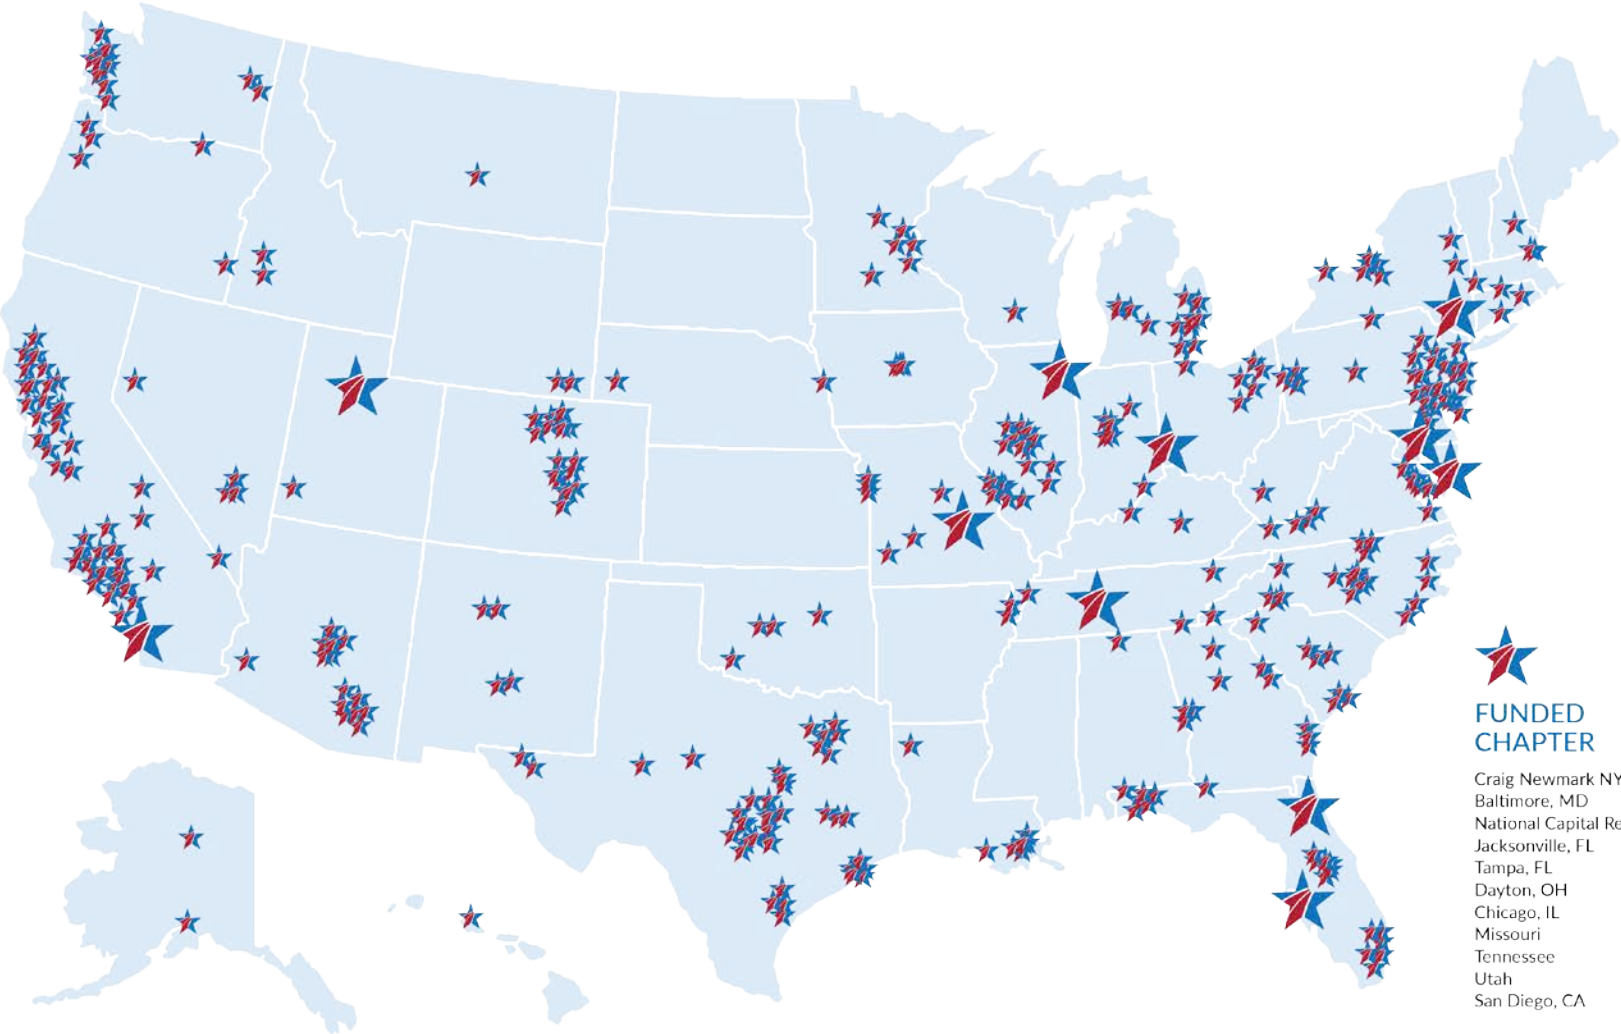 FUNDED
CHAPTER
Craig Newmark NY
Baltimore, MD
National Capital Re
Jacksonville, FL
Tampa, FL
Dayton, OH
Chicago, IL
Missouri
Tennessee
Utah
San Diego, CA